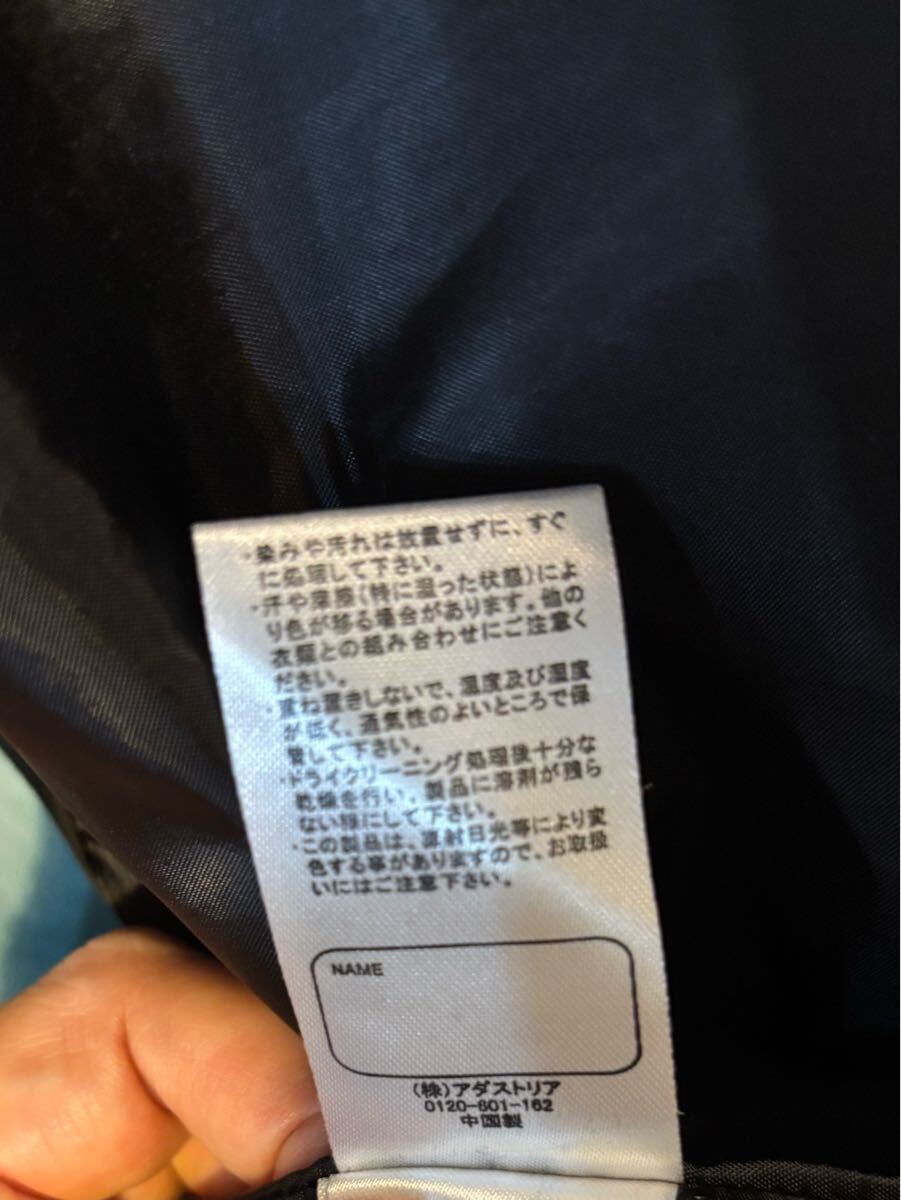 ・染みや汚れは放置せずに、すぐ
に処理して下さい。
・汗や摩擦(特に湿った状態)によ
り色が移る場合があります。他の
衣類との組み合わせにご注意く
ださい。
・重ね置きしないで、温度及び湿度
が低く、通気性のよいところで保
管して下さい。
・ドライクリーニング処理後十分な
乾燥を行い、製品に溶剤が残ら
ない様にして下さい。
・この製品は、直射日光等により変
色する事がありますので、お取扱
いにはご注意下さい。
NAME
(株)アダストリア
0120-601-162
中国製